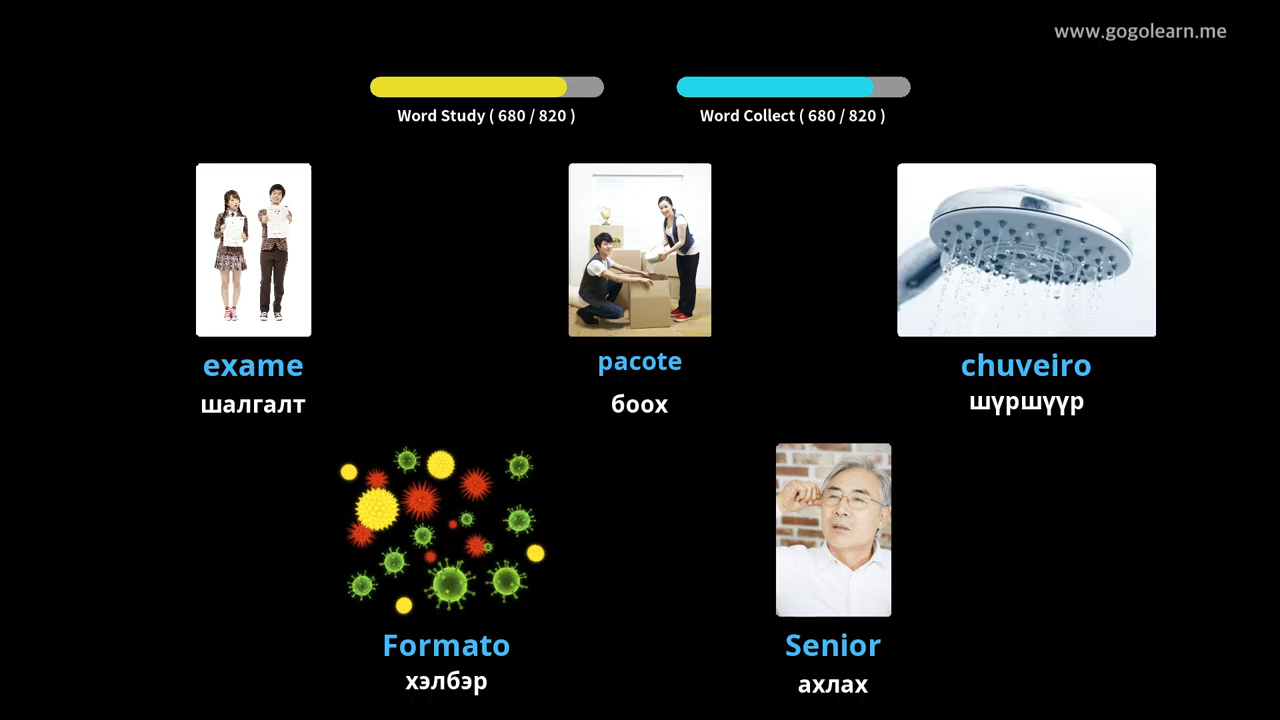 www.gogolearn.me
Word Study ( 680 / 820 )
Word Collect ( 680 / 820 )
exame
шалгалт
pacote
боох
chuveiro
шүршүүр
Formato
хэлбэр
Senior
ахлах